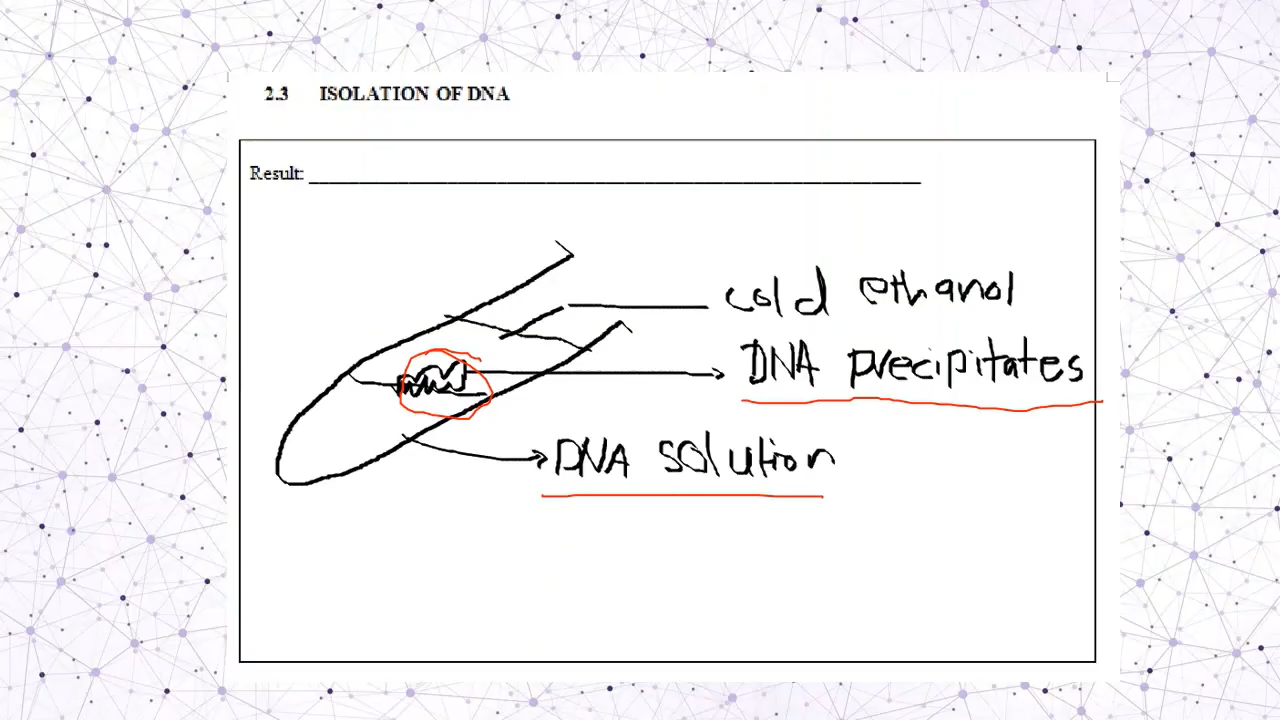 2.3 ISOLATION OF DNA
Result:
cold ethanol
DNA precipitates
DNA solution